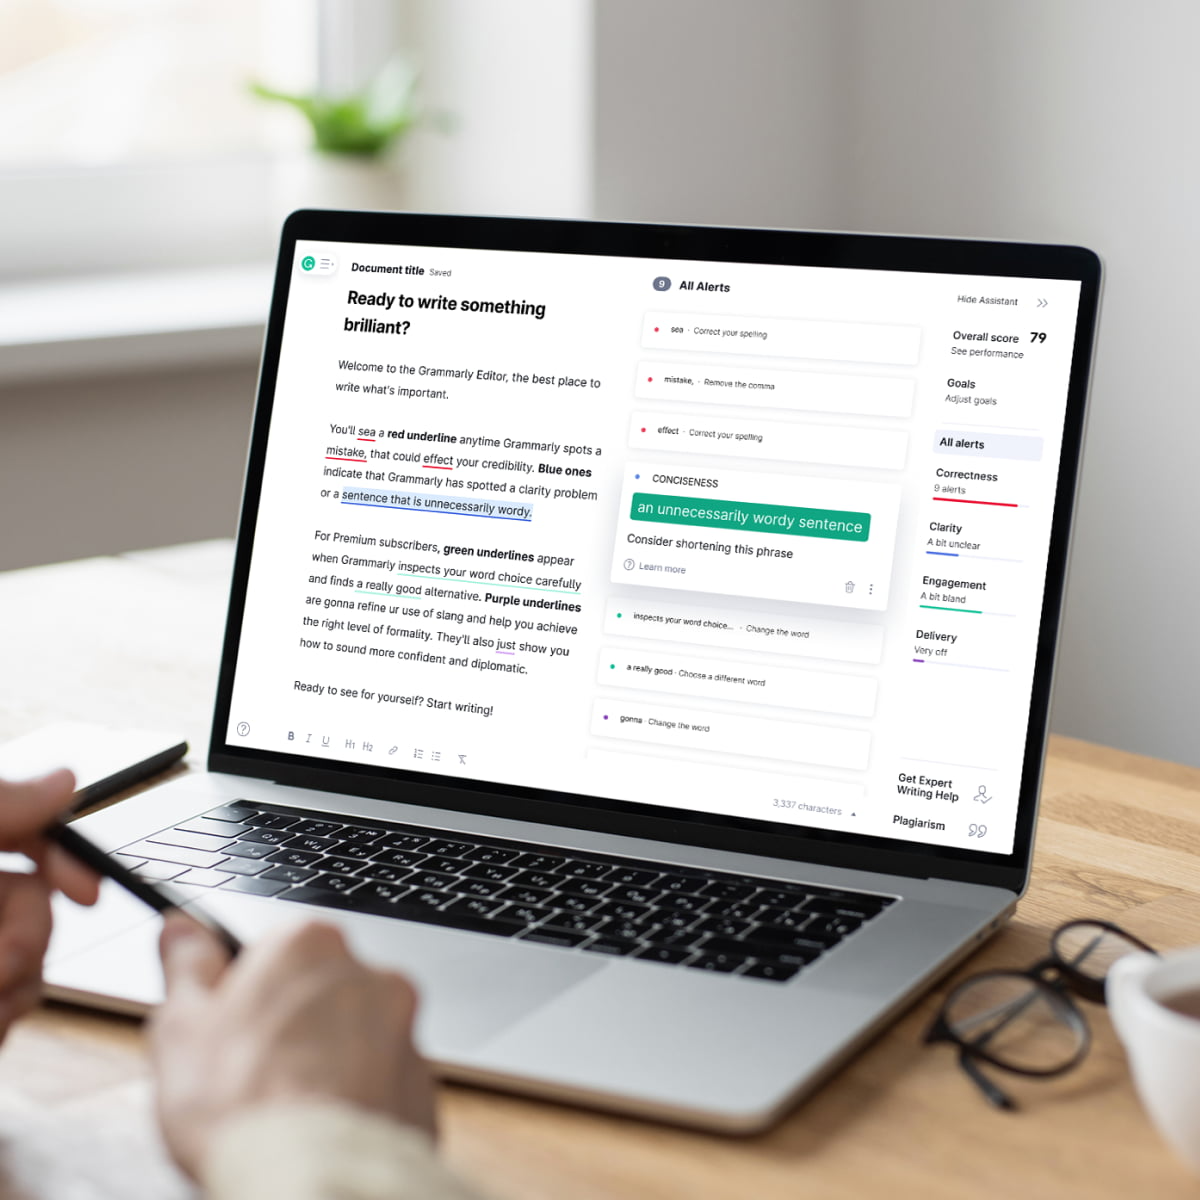 Document title Saved
Ready to write something
brilliant?
Welcome to the Grammarly Editor, the best place to
write what's important.
You'll sea a red underline anytime Grammarly spots a
mistake, that could effect your credibility. Blue ones
indicate that Grammarly has spotted a clarity problem
or a sentence that is unnecessarily wordy.
For Premium subscribers, green underlines appear
when Grammarly inspects your word choice carefully
and finds a really good alternative. Purple underlines
are gonna refine ur use of slang and help you achieve
the right level of formality. They'll also just show you
how to sound more confident and diplomatic.
Ready to see for yourself? Start writing!
B I U H1 H2
9 All Alerts
sea · Correct your spelling
mistake, · Remove the comma
effect · Correct your spelling
CONCISENESS
an unnecessarily wordy sentence
Consider shortening this phrase
Learn more
inspects your word choice... · Change the word
a really good · Choose a different word
gonna · Change the word
3,337 characters
Hide Assistant
Overall score 79
See performance
Goals
Adjust goals
All alerts
Correctness
9 alerts
Clarity
A bit unclear
Engagement
A bit bland
Delivery
Very off
Get Expert
Writing Help
Plagiarism